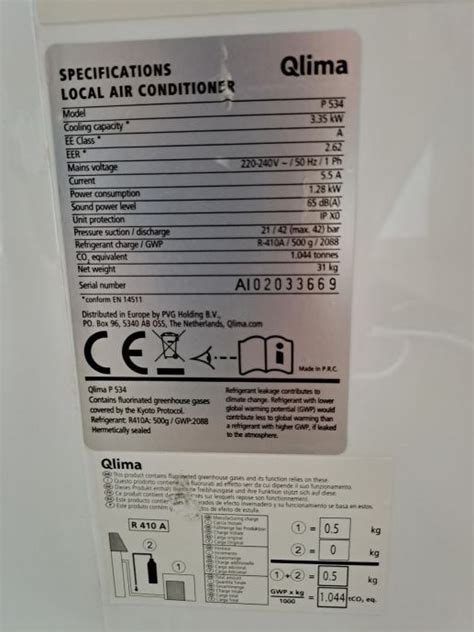 SPECIFICATIONS Qlima
LOCAL AIR CONDITIONER
Model P 534
Cooling capacity * 3.35 kW
EE Class * A
EER * 2.62
Mains voltage 220-240V ~ / 50 Hz / 1 Ph
Current 5.5 A
Power consumption 1.28 kW
Sound power level 65 dB(A)
Unit protection IP X0
Pressure suction / discharge 21 / 42 (max. 42) bar
Refrigerant charge / GWP R-410A / 500 g / 2088
CO2 equivalent 1.044 tonnes
Net weight 31 kg
Serial number AI02033669
*conform EN 14511
Distributed in Europe by PVG Holding B.V.,
PO. Box 96, 5340 AB OSS, The Netherlands, Qlima.com
CE
Made in P.R.C.
Qlima P 534
Contains fluorinated greenhouse gases
covered by the Kyoto Protocol.
Refrigerant: R410A: 500g / GWP:2088
Hermetically sealed
Refrigerant leakage contributes to
climate change. Refrigerant with lower
global warming potential (GWP) would
contribute less to global warming than
a refrigerant with higher GWP, if leaked
to the atmosphere.
Qlima
This product contains fluorinated greenhouse gases and its function relies on these.
R 410 A
1 = 0.5 kg
2 = 0 kg
1 + 2 = 0.5 kg
GWP x kg
1000 = 1.044 tCO2 eq.
1
2